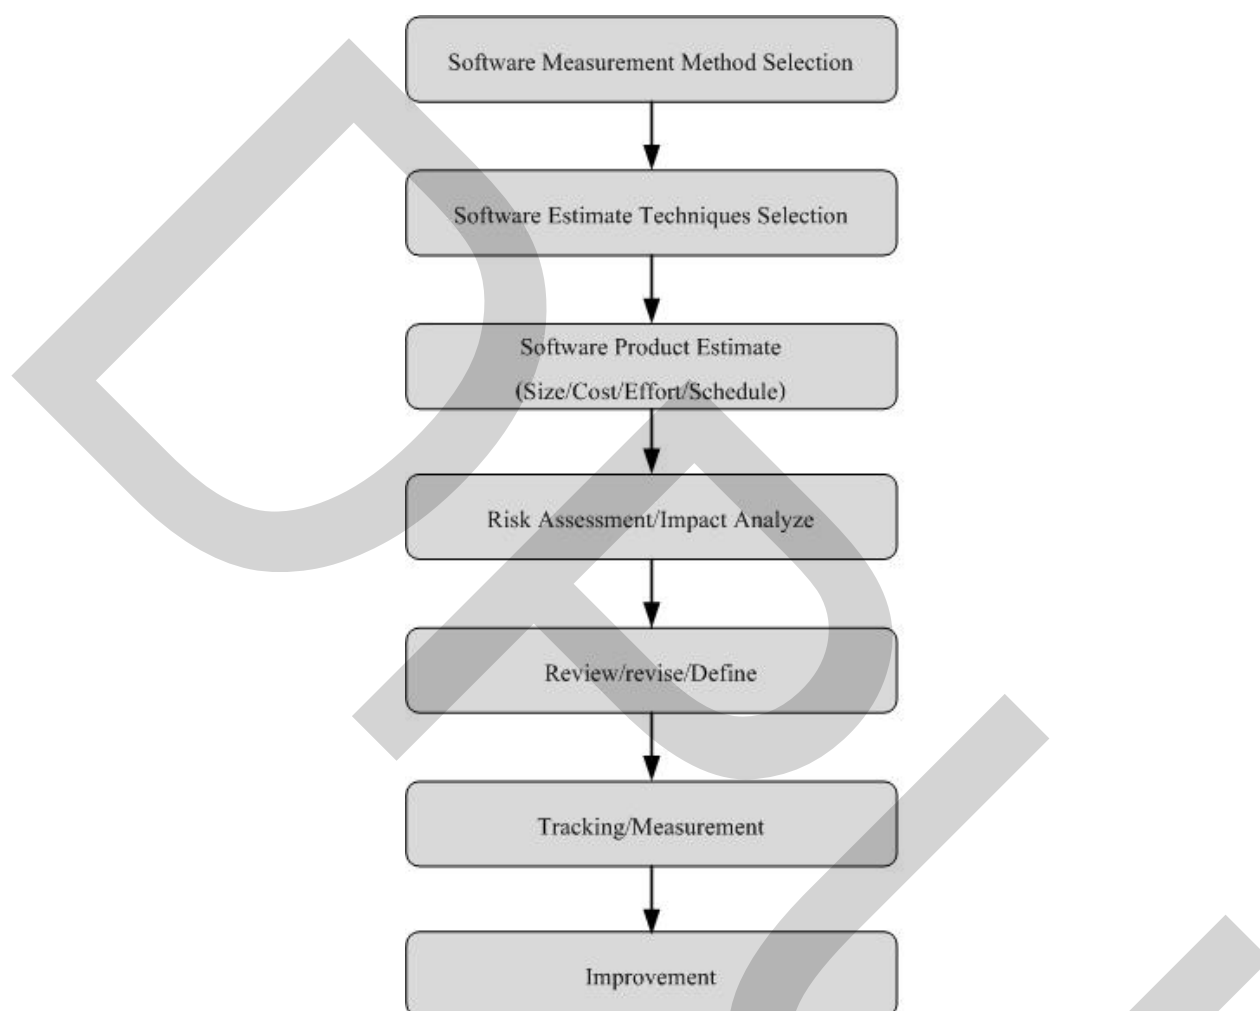 Software Measurement Method Selection
Software Estimate Techniques Selection
Software Product Estimate
(Size/Cost/Effort/Schedule)
Risk Assessment/Impact Analyze
Review/revise/Define
Tracking/Measurement
Improvement